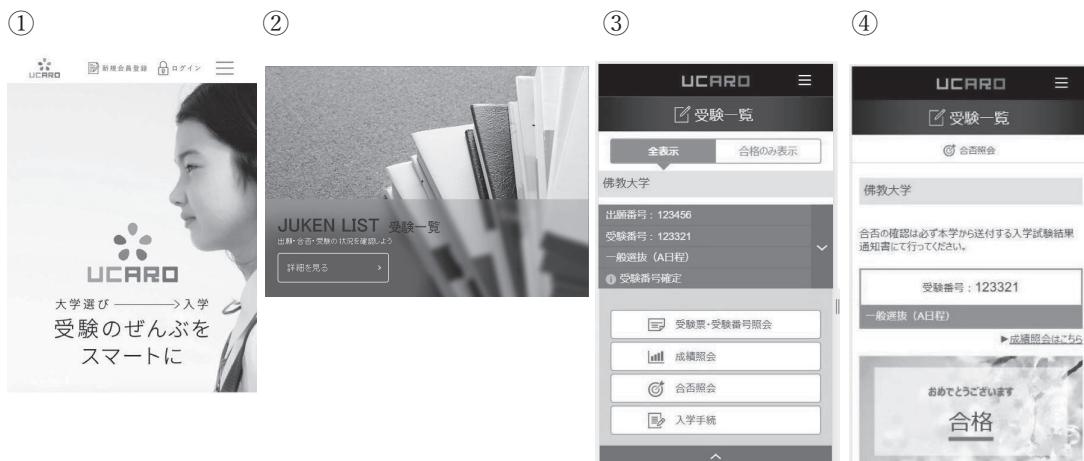 ①
UCARO
新規会員登録
ログイン
UCARO
大学選び → 入学
受験のぜんぶを
スマートに
②
JUKEN LIST 受験一覧
出願・合否・受験の状況を確認しよう
詳細を見る >
③
UCARO
受験一覧
全表示
合格のみ表示
佛教大学
出願番号：123456
受験番号：123321
一般選抜（A日程）
受験番号確定
受験票・受験番号照会
成績照会
合否照会
入学手続
④
UCARO
受験一覧
合否照会
佛教大学
合否の確認は必ず本学から送付する入学試験結果
通知書にて行ってください。
受験番号：123321
一般選抜（A日程）
▶成績照会はこちら
おめでとうございます
合格